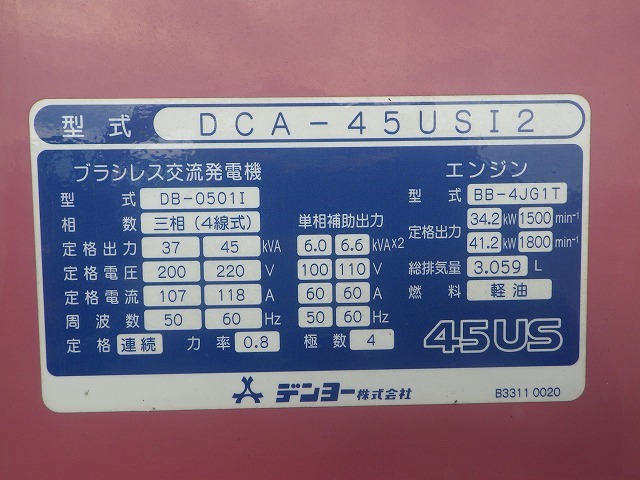 型式 DCA-45USI2
ブラシレス交流発電機
型式 DB-0501I
相数 三相(4線式)
定格出力 37 45 kVA
定格電圧 200 220 V
定格電流 107 118 A
周波数 50 60 Hz
定格 連続 力率 0.8 極数 4
単相補助出力
6.0 6.6 kVA×2
100 110 V
60 60 A
50 60 Hz
エンジン
型式 BB-4JG1T
定格出力 34.2 kW 1500 min⁻¹
41.2 kW 1800 min⁻¹
総排気量 3.059 L
燃料 軽油
45US
デンヨー株式会社
B3311 0020